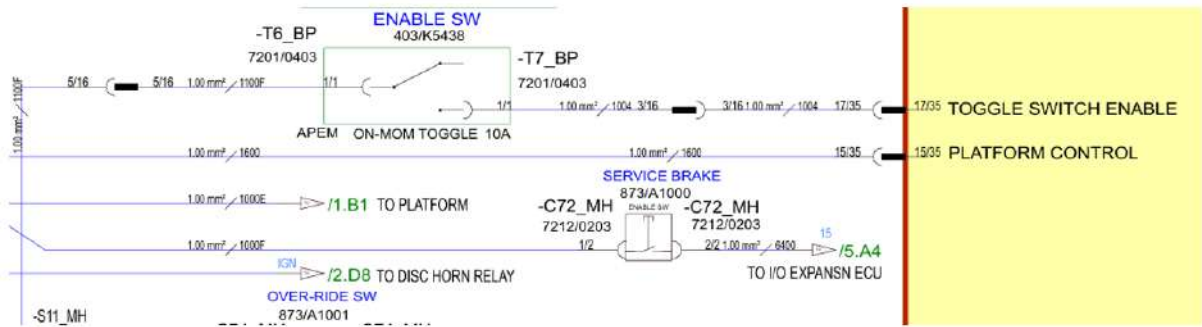 ENABLE SW
403/K5438
-T6_BP
7201/0403
-T7_BP
7201/0403
5/16 5/16 1.00 mm² 1100F 1/1
1/1 1.00 mm² 1004 3/16 3/16 1.00 mm² 1004 17/35 17/35 TOGGLE SWITCH ENABLE
1.00 mm² 1100F
APEM ON-MOM TOGGLE 10A
1.00 mm² 1600 1.00 mm² 1600 15/35 15/35 PLATFORM CONTROL
SERVICE BRAKE
873/A1000
ENABLE SW
1.00 mm² 1000E /1.B1 TO PLATFORM
-C72_MH
7212/0203
-C72_MH
7212/0203
1.00 mm² 1000F 1/2 2/2 1.00 mm² 6400 15 /5.A4
TO I/O EXPANSN ECU
IGN /2.D8 TO DISC HORN RELAY
OVER-RIDE SW
873/A1001
-S11_MH